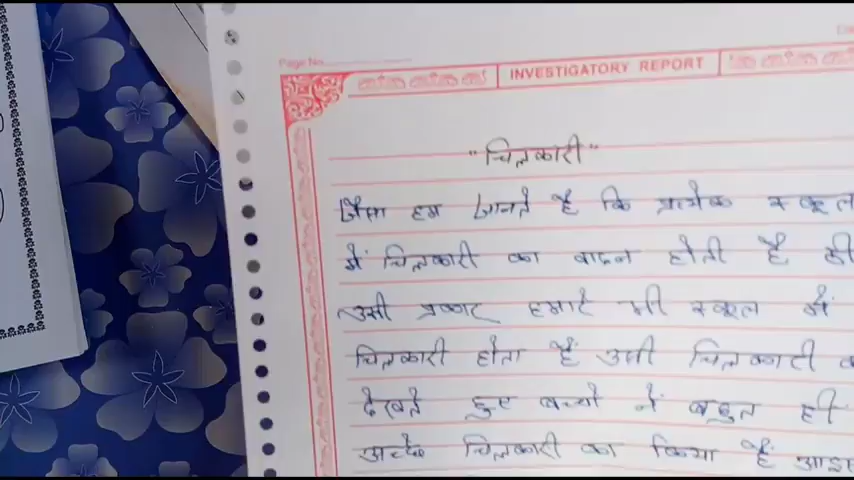 Page No.
INVESTIGATORY REPORT
"चित्रकारी"
जैसा हम जानते है कि प्रत्येक स्कूल
में चित्रकारी का होती है
उसी प्रकार हमारे भी स्कूल में
चित्रकारी होता हैं उसी चित्रकारी
देखते हुए बच्चो ने बहुत ही
अच्छे चित्रकारी का किया हैं